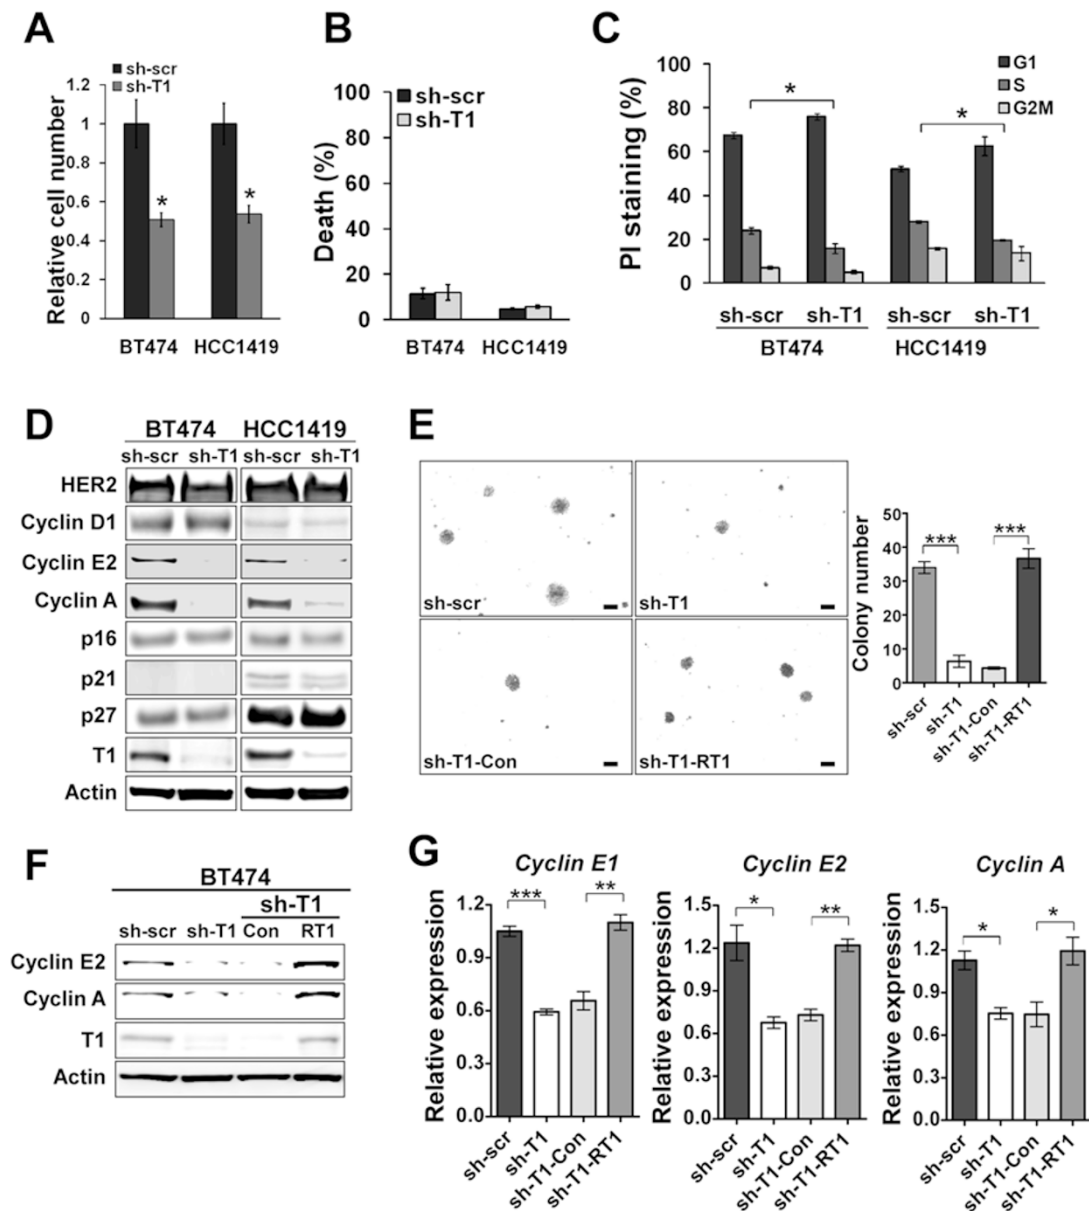 A
sh-scr
sh-T1
1.2
1
0.8
0.6
0.4
0.2
0
Relative cell number
*
*
BT474 HCC1419
B
100
80
60
40
20
0
Death (%)
sh-scr
sh-T1
BT474 HCC1419
C
100
80
60
40
20
0
PI staining (%)
G1
S
G2M
*
*
sh-scr sh-T1 sh-scr sh-T1
BT474 HCC1419
D
BT474 HCC1419
sh-scr sh-T1 sh-scr sh-T1
HER2
Cyclin D1
Cyclin E2
Cyclin A
p16
p21
p27
T1
Actin
E
sh-scr
sh-T1
sh-T1-Con
sh-T1-RT1
Colony number
50
40
30
20
10
0
*** ***
sh-scr
sh-T1
sh-T1-Con
sh-T1-RT1
F
BT474
sh-T1
sh-scr sh-T1 Con RT1
Cyclin E2
Cyclin A
T1
Actin
G
Cyclin E1
Relative expression
1.2
0.9
0.6
0.3
0.0
*** **
sh-scr
sh-T1
sh-T1-Con
sh-T1-RT1
Cyclin E2
Relative expression
1.5
1.2
0.9
0.6
0.3
0.0
* **
sh-scr
sh-T1
sh-T1-Con
sh-T1-RT1
Cyclin A
Relative expression
1.5
1.2
0.9
0.6
0.3
0.0
* *
sh-scr
sh-T1
sh-T1-Con
sh-T1-RT1